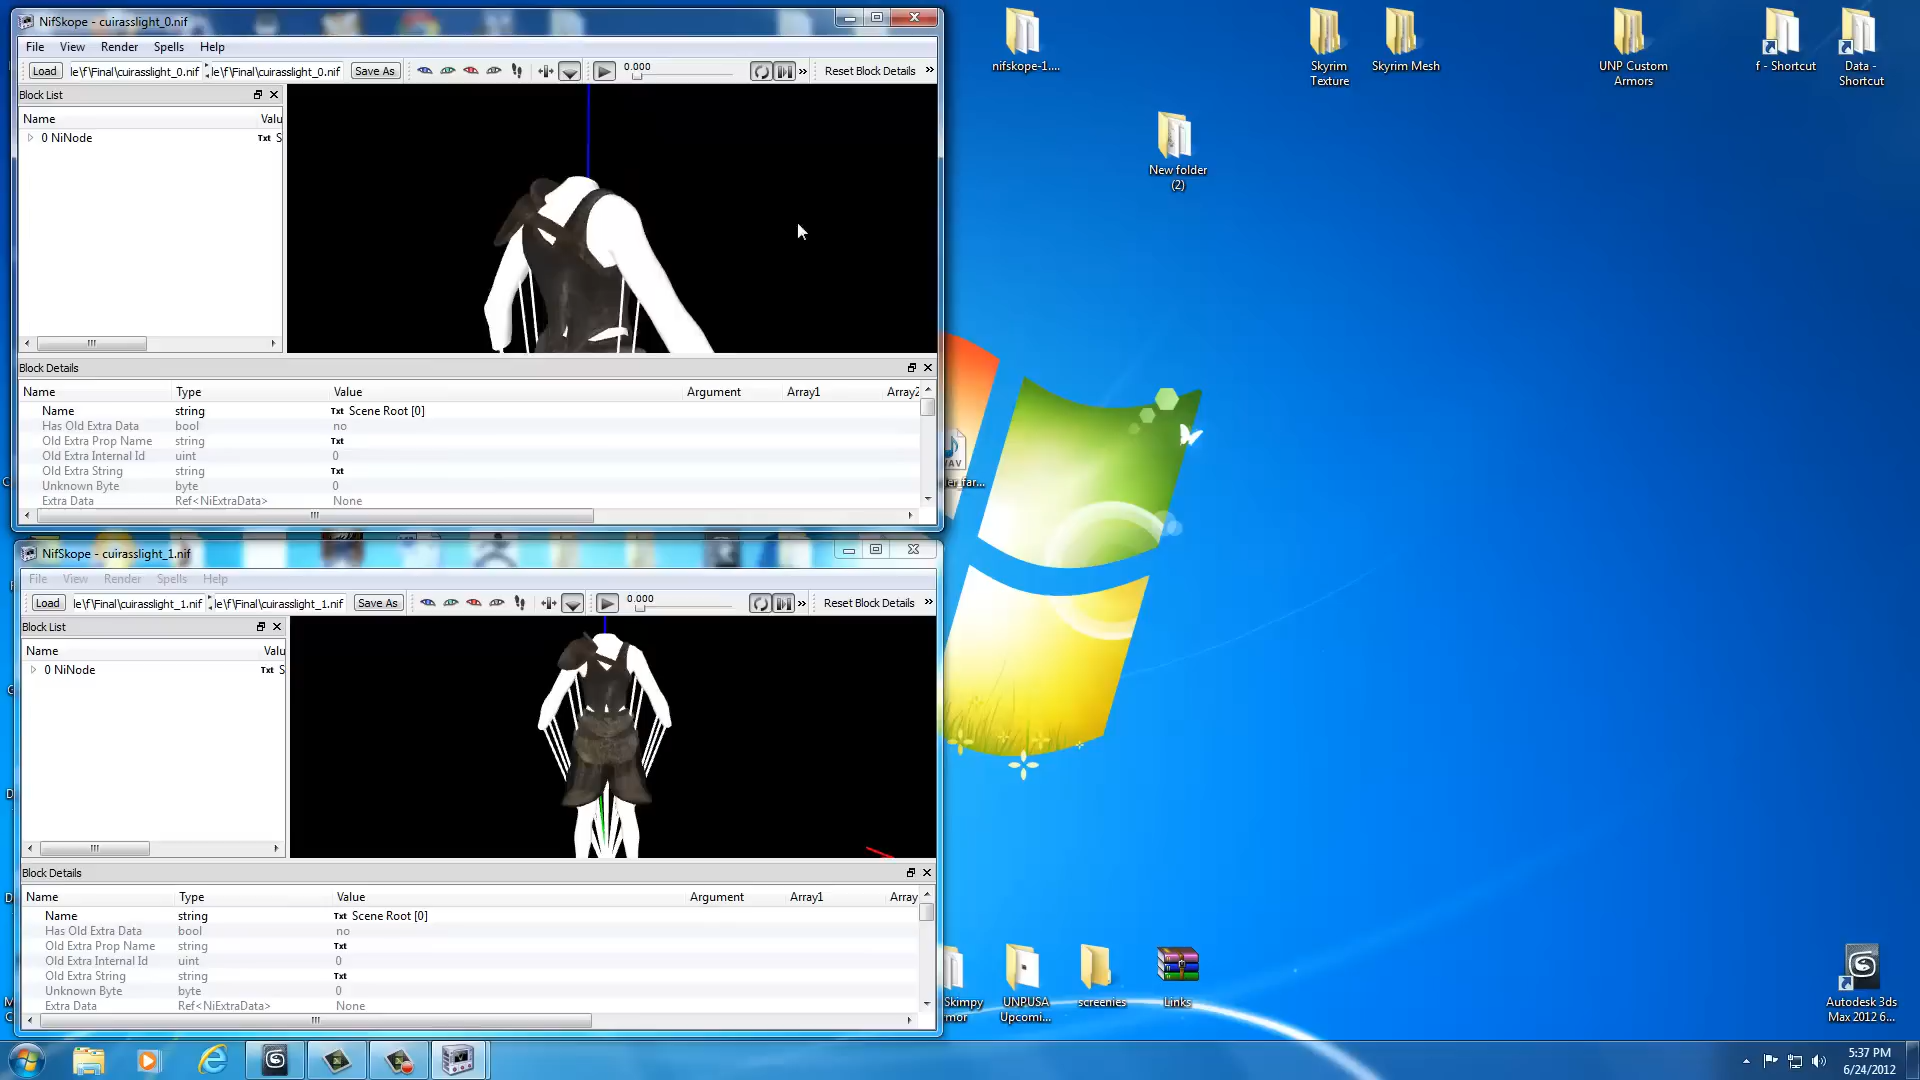 NifSkope - cuirasslight_0.nif
File View Render Spells Help
Load le\f\Final\cuirasslight_0.nif le\f\Final\cuirasslight_0.nif Save As 0.000 Reset Block Details »
Block List
Name Valu
0 NiNode Txt S
Block Details
Name Type Value Argument Array1 Array2
Name string Txt Scene Root [0]
Has Old Extra Data bool no
Old Extra Prop Name string Txt
Old Extra Internal Id uint 0
Old Extra String string Txt
Unknown Byte byte 0
Extra Data Ref<NiExtraData> None
NifSkope - cuirasslight_1.nif
File View Render Spells Help
Load le\f\Final\cuirasslight_1.nif le\f\Final\cuirasslight_1.nif Save As 0.000 Reset Block Details »
Block List
Name Valu
0 NiNode Txt S
Block Details
Name Type Value Argument Array1 Array
Name string Txt Scene Root [0]
Has Old Extra Data bool no
Old Extra Prop Name string Txt
Old Extra Internal Id uint 0
Old Extra String string Txt
Unknown Byte byte 0
Extra Data Ref<NiExtraData> None
nifskope-1....
Skyrim
Texture
Skyrim Mesh
UNP Custom
Armors
f - Shortcut
Data -
Shortcut
New folder
(2)
WAV
er_far...
Skimpy
mor
UNPUSA
Upcomi...
screenies
Links
Autodesk 3ds
Max 2012 6...
5:37 PM
6/24/2012